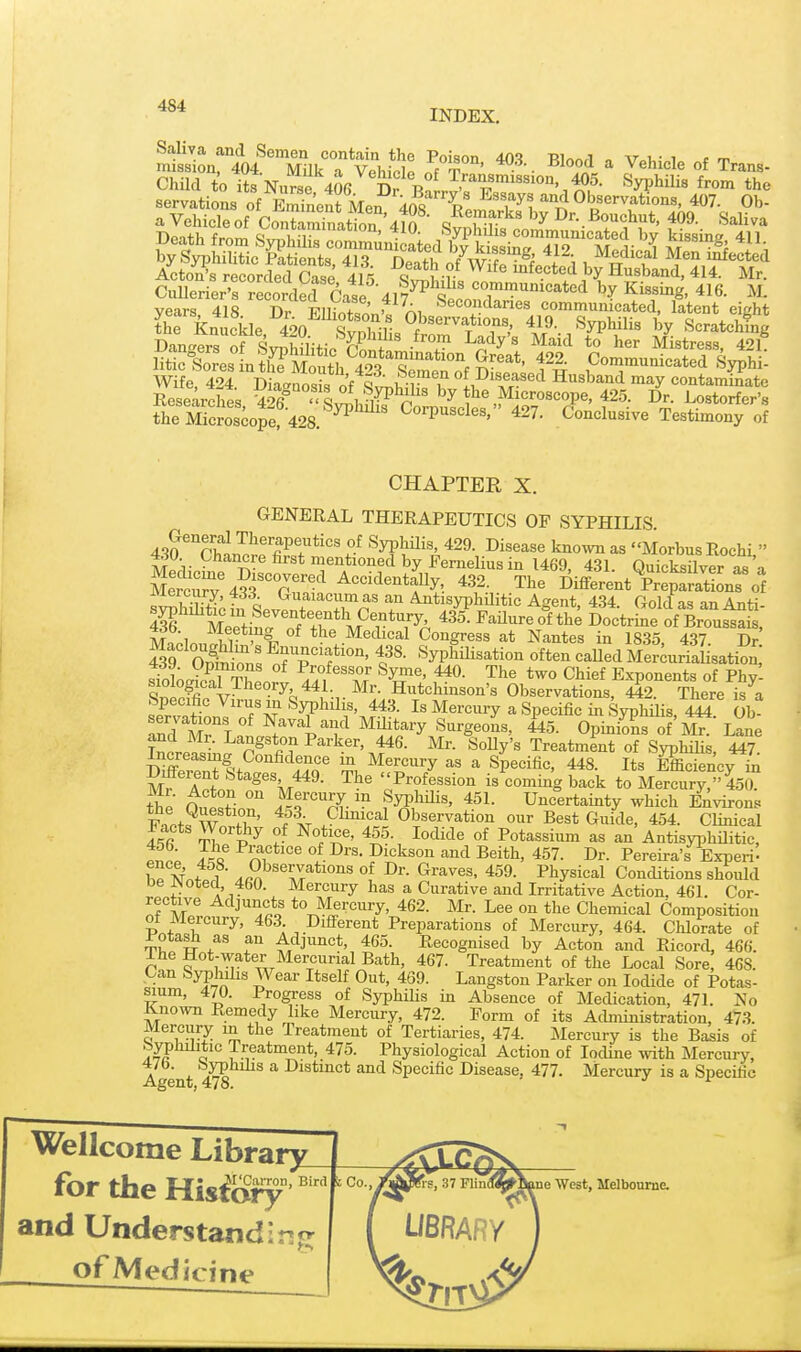 484
INDEX.
Saliva and Semen contain the Poison, 403. Blood a Vehicle of Trans-
mission, 404. Milk a Vehicle of Transmission, 405. Syphilis from the
Child to its Nurse, 406. Dr. Barry's Essays and Observations, 407. Ob-
servations of Eminent Men, 408. Remarks by Dr. Bouchut, 409. Saliva
a Vehicle of Contamination, 410. Syphilis communicated by kissing, 411.
Death from Syphilis communicated by kissing, 412. Medical Men infected
by Syphilitic Patients, 413. Death of Wife infected by Husband, 414. Mr.
Acton's recorded Case, 415. Syphilis communicated by Kissing, 416. M.
Cullerier's recorded Case, 417. Secondaries communicated, latent eight
years, 418. Dr. Elliotson's Observations, 419. Syphilis by Scratching
the Knuckle, 420. Syphilis from Lady's Maid to her Mistress, 421.
Dangers of Syphilitic Contamination Great, 422. Communicated Syphi-
litic Sores in the Mouth, 423. Semen of Diseased Husband may contaminate
Wife, 424. Diagnosis of Syphilis by the Microscope, 425. Dr. Lostorfer's
Researches, 426. "Syphilis Corpuscles," 427. Conclusive Testimony of
the Microscope, 428.
CHAPTER X.
GENERAL THERAPEUTICS OF SYPHILIS.
General Therapeutics of Syphilis, 429. Disease known as "Morbus Rochi,"
430. Chancre first mentioned by Fernelius in 1469, 431. Quicksilver as a
Medicine Discovered Accidentally, 432. The Different Preparations of
Mercury, 433. Guaiacum as an Antisyphilitic Agent, 434. Gold as an Anti-
syphilitic in Seventeenth Century, 435. Failure of the Doctrine of Broussais,
436. Meeting of the Medical Congress at Nantes in 1835, 437. Dr.
Macloughlin's Enunciation, 438. Syphilisation often called Mercurialisation,
439. Opinions of Professor Syme, 440. The two Chief Exponents of Phy-
siological Theory, 441. Mr. Hutchinson's Observations, 442. There is a
Specific Virus in Syphilis, 443. Is Mercury a Specific in Syphilis, 444. Ob-
servations of Naval and Military Surgeons, 445. Opinions of Mr. Lane
and Mr. Langston Parker, 446. Mr. Solly's Treatment of Syphilis, 447.
Increasing Confidence in Mercury as a Specific, 448. Its Efficiency in
Different Stages, 449. The "Profession is coming back to Mercury," 450.
Mr. Acton on Mercury in Syphilis, 451. Uncertainty which Environs
the Question, 453. Clinical Observation our Best Guide, 454. Clinical
Facts Worthy of Notice, 455. Iodide of Potassium as an Antisyphilitic,
456. The Practice of Drs. Dickson and Beith, 457. Dr. Pereira's Experi-
ence, 458. Observations of Dr. Graves, 459. Physical Conditions should
be Noted, 460. Mercury has a Curative and Irritative Action, 461. Cor-
rective Adjuncts to Mercury, 462. Mr. Lee on the Chemical Composition
of Mercury, 463. Different Preparations of Mercury, 464. Chlorate of
Potash as an Adjunct, 465. Recognised by Acton and Ricord, 466.
The Hot-water Mercurial Bath, 467. Treatment of the Local Sore, 468.
Can Syphilis Wear Itself Out, 469. Langston Parker on Iodide of Potas-
sium, 470. Progress of Syphilis in Absence of Medication, 471. No
Known Remedy like Mercury, 472. Form of its Administration, 473.
Mercury in the Treatment of Tertiaries, 474. Mercury is the Basis of
Syphilitic Treatment, 475. Physiological Action of Iodine with Mercury,
476. Syphilis a Distinct and Specific Disease, 477. Mercury is a Specific
Agent, 478.
M'Carron, Bird & Co., 37 Flinders Lane West, Melbourne.
Wellcome Library
for the History
and Understanding
of Medicine
LIBRARY